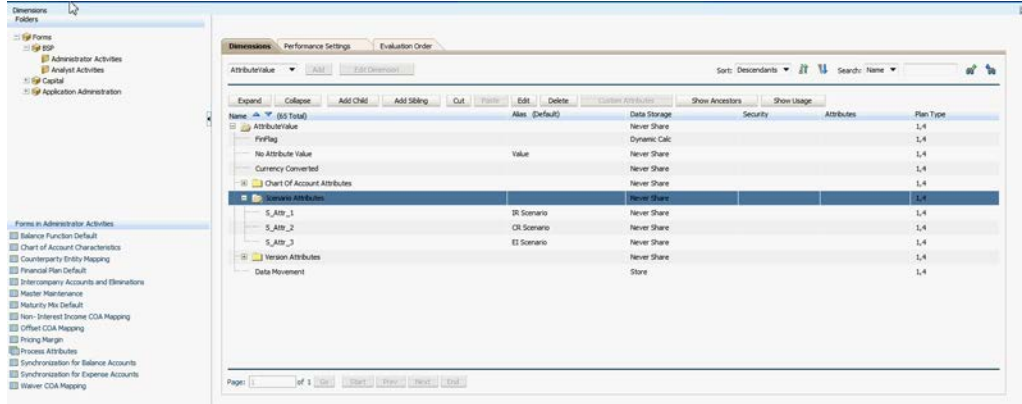 Dimensions
Folders
Forms
BSP
Administrator Activities
Analyst Activities
Capital
Application Administration
Forms in Administrator Activities
Balance Function Default
Chart of Account Characteristics
Counterparty Entity Mapping
Financial Plan Default
Intercompany Accounts and Eliminations
Master Maintenance
Maturity Mix Default
Non- Interest Income COA Mapping
Offset COA Mapping
Pricing Margin
Process Attributes
Synchronization for Balance Accounts
Synchronization for Expense Accounts
Waiver COA Mapping
Dimensions Performance Settings Evaluation Order
AttributeValue Add Edit Dimension Sort: Descendants Search: Name
Expand Collapse Add Child Add Sibling Cut Paste Edit Delete Custom Attributes Show Ancestors Show Usage
Name (65 Total) Alias (Default) Data Storage Security Attributes Plan Type
AttributeValue Never Share 1,4
FinFlag Dynamic Calc 1,4
No Attribute Value Value Never Share 1,4
Currency Converted Never Share 1,4
Chart Of Account Attributes Never Share 1,4
Scenario Attributes Never Share 1,4
S_Attr_1 IR Scenario Never Share 1,4
S_Attr_2 CR Scenario Never Share 1,4
S_Attr_3 EI Scenario Never Share 1,4
Version Attributes Never Share 1,4
Data Movement Store 1,4
Page: 1 of 1 Go Start Prev Next End